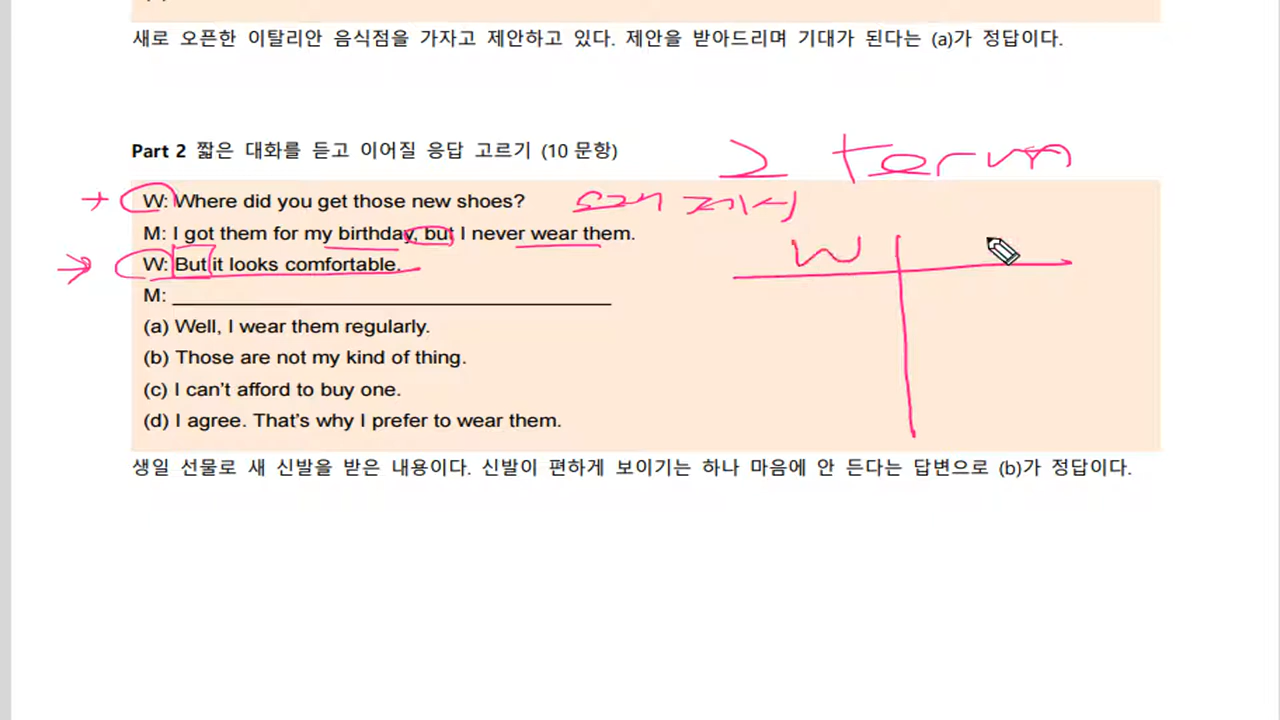 새로 오픈한 이탈리안 음식점을 가자고 제안하고 있다. 제안을 받아드리며 기대가 된다는 (a)가 정답이다.
Part 2 짧은 대화를 듣고 이어질 응답 고르기 (10 문항)
2 term
W: Where did you get those new shoes? 소재 제시
M: I got them for my birthday, but I never wear them.
W
W: But it looks comfortable.
M: ________________________________________
(a) Well, I wear them regularly.
(b) Those are not my kind of thing.
(c) I can't afford to buy one.
(d) I agree. That's why I prefer to wear them.
생일 선물로 새 신발을 받은 내용이다. 신발이 편하게 보이기는 하나 마음에 안 든다는 답변으로 (b)가 정답이다.